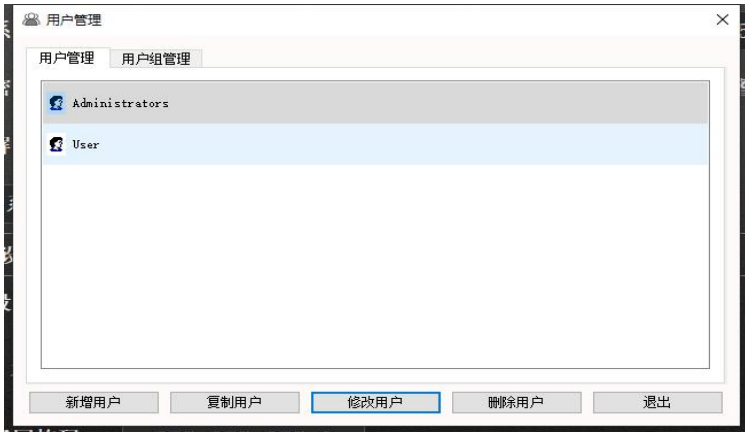 用户管理
用户管理 用户组管理
Administrators
User
新增用户 复制用户 修改用户 删除用户 退出